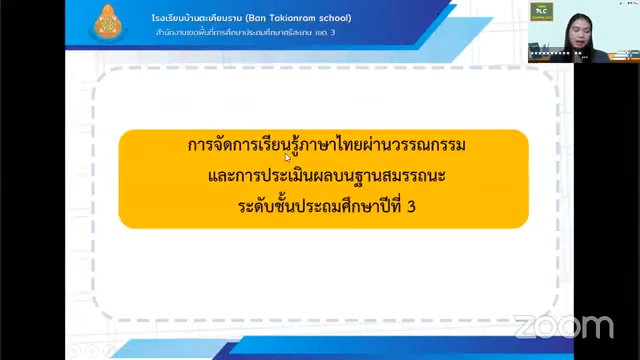 โรงเรียนบ้านตะเคียนราม (Ban Takianram school)
สำนักงานเขตพื้นที่การศึกษาประถมศึกษาศรีสะเกษ เขต 3
PLC
การจัดการเรียนรู้ภาษาไทยผ่านวรรณกรรม
และการประเมินผลบนฐานสมรรถนะ
ระดับชั้นประถมศึกษาปีที่ 3
zoom